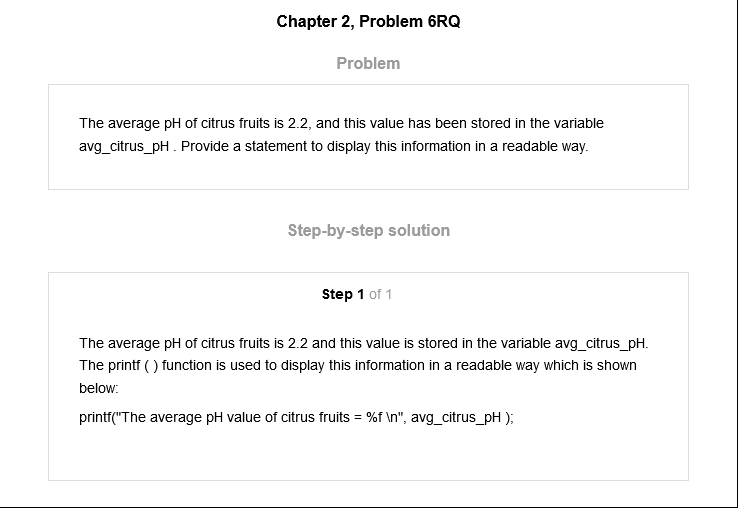 Chapter 2, Problem 6RQ
Problem
The average pH of citrus fruits is 2.2, and this value has been stored in the variable
avg_citrus_pH . Provide a statement to display this information in a readable way.
Step-by-step solution
Step 1 of 1
The average pH of citrus fruits is 2.2 and this value is stored in the variable avg_citrus_pH.
The printf ( ) function is used to display this information in a readable way which is shown
below:
printf("The average pH value of citrus fruits = %f \n", avg_citrus_pH );